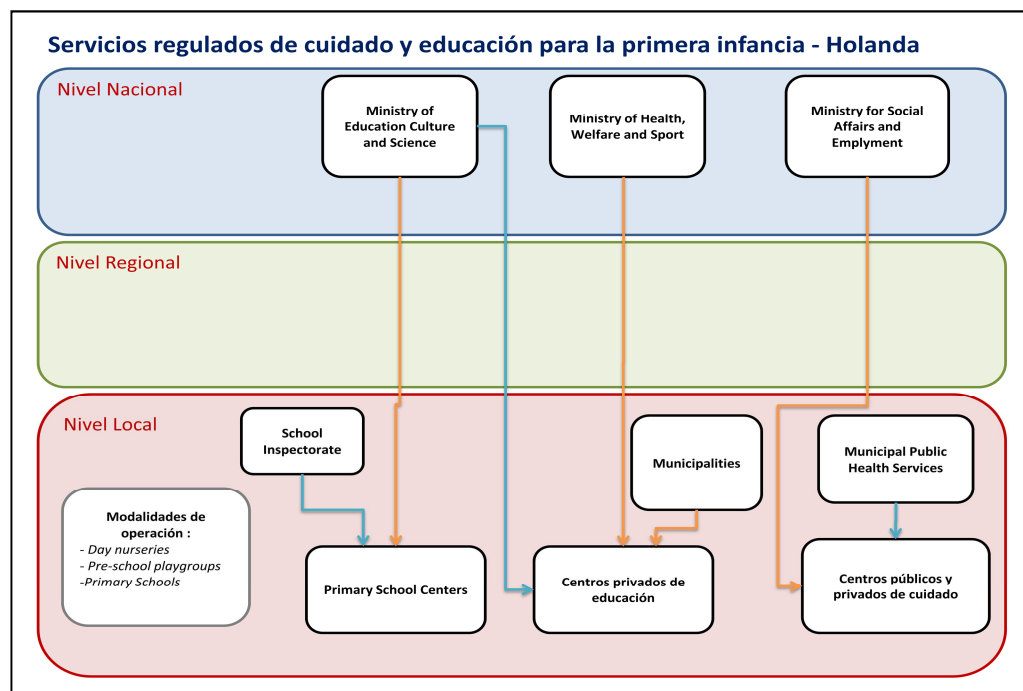 Servicios regulados de cuidado y educación para la primera infancia - Holanda
Nivel Nacional
Ministry of
Education Culture
and Science
Ministry of Health,
Welfare and Sport
Ministry for Social
Affairs and
Emplyment
Nivel Regional
Nivel Local
School
Inspectorate
Municipalities
Municipal Public
Health Services
Modalidades de
operación :
- Day nurseries
- Pre-school playgroups
-Primary Schools
Primary School Centers
Centros privados de
educación
Centros públicos y
privados de cuidado